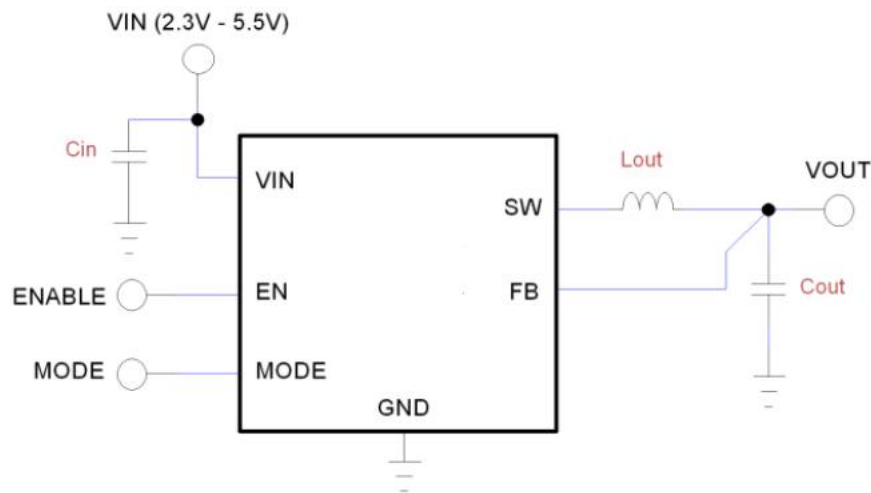 VIN (2.3V - 5.5V)
Cin
VIN
Lout
VOUT
SW
ENABLE
EN
FB
Cout
MODE
MODE
GND